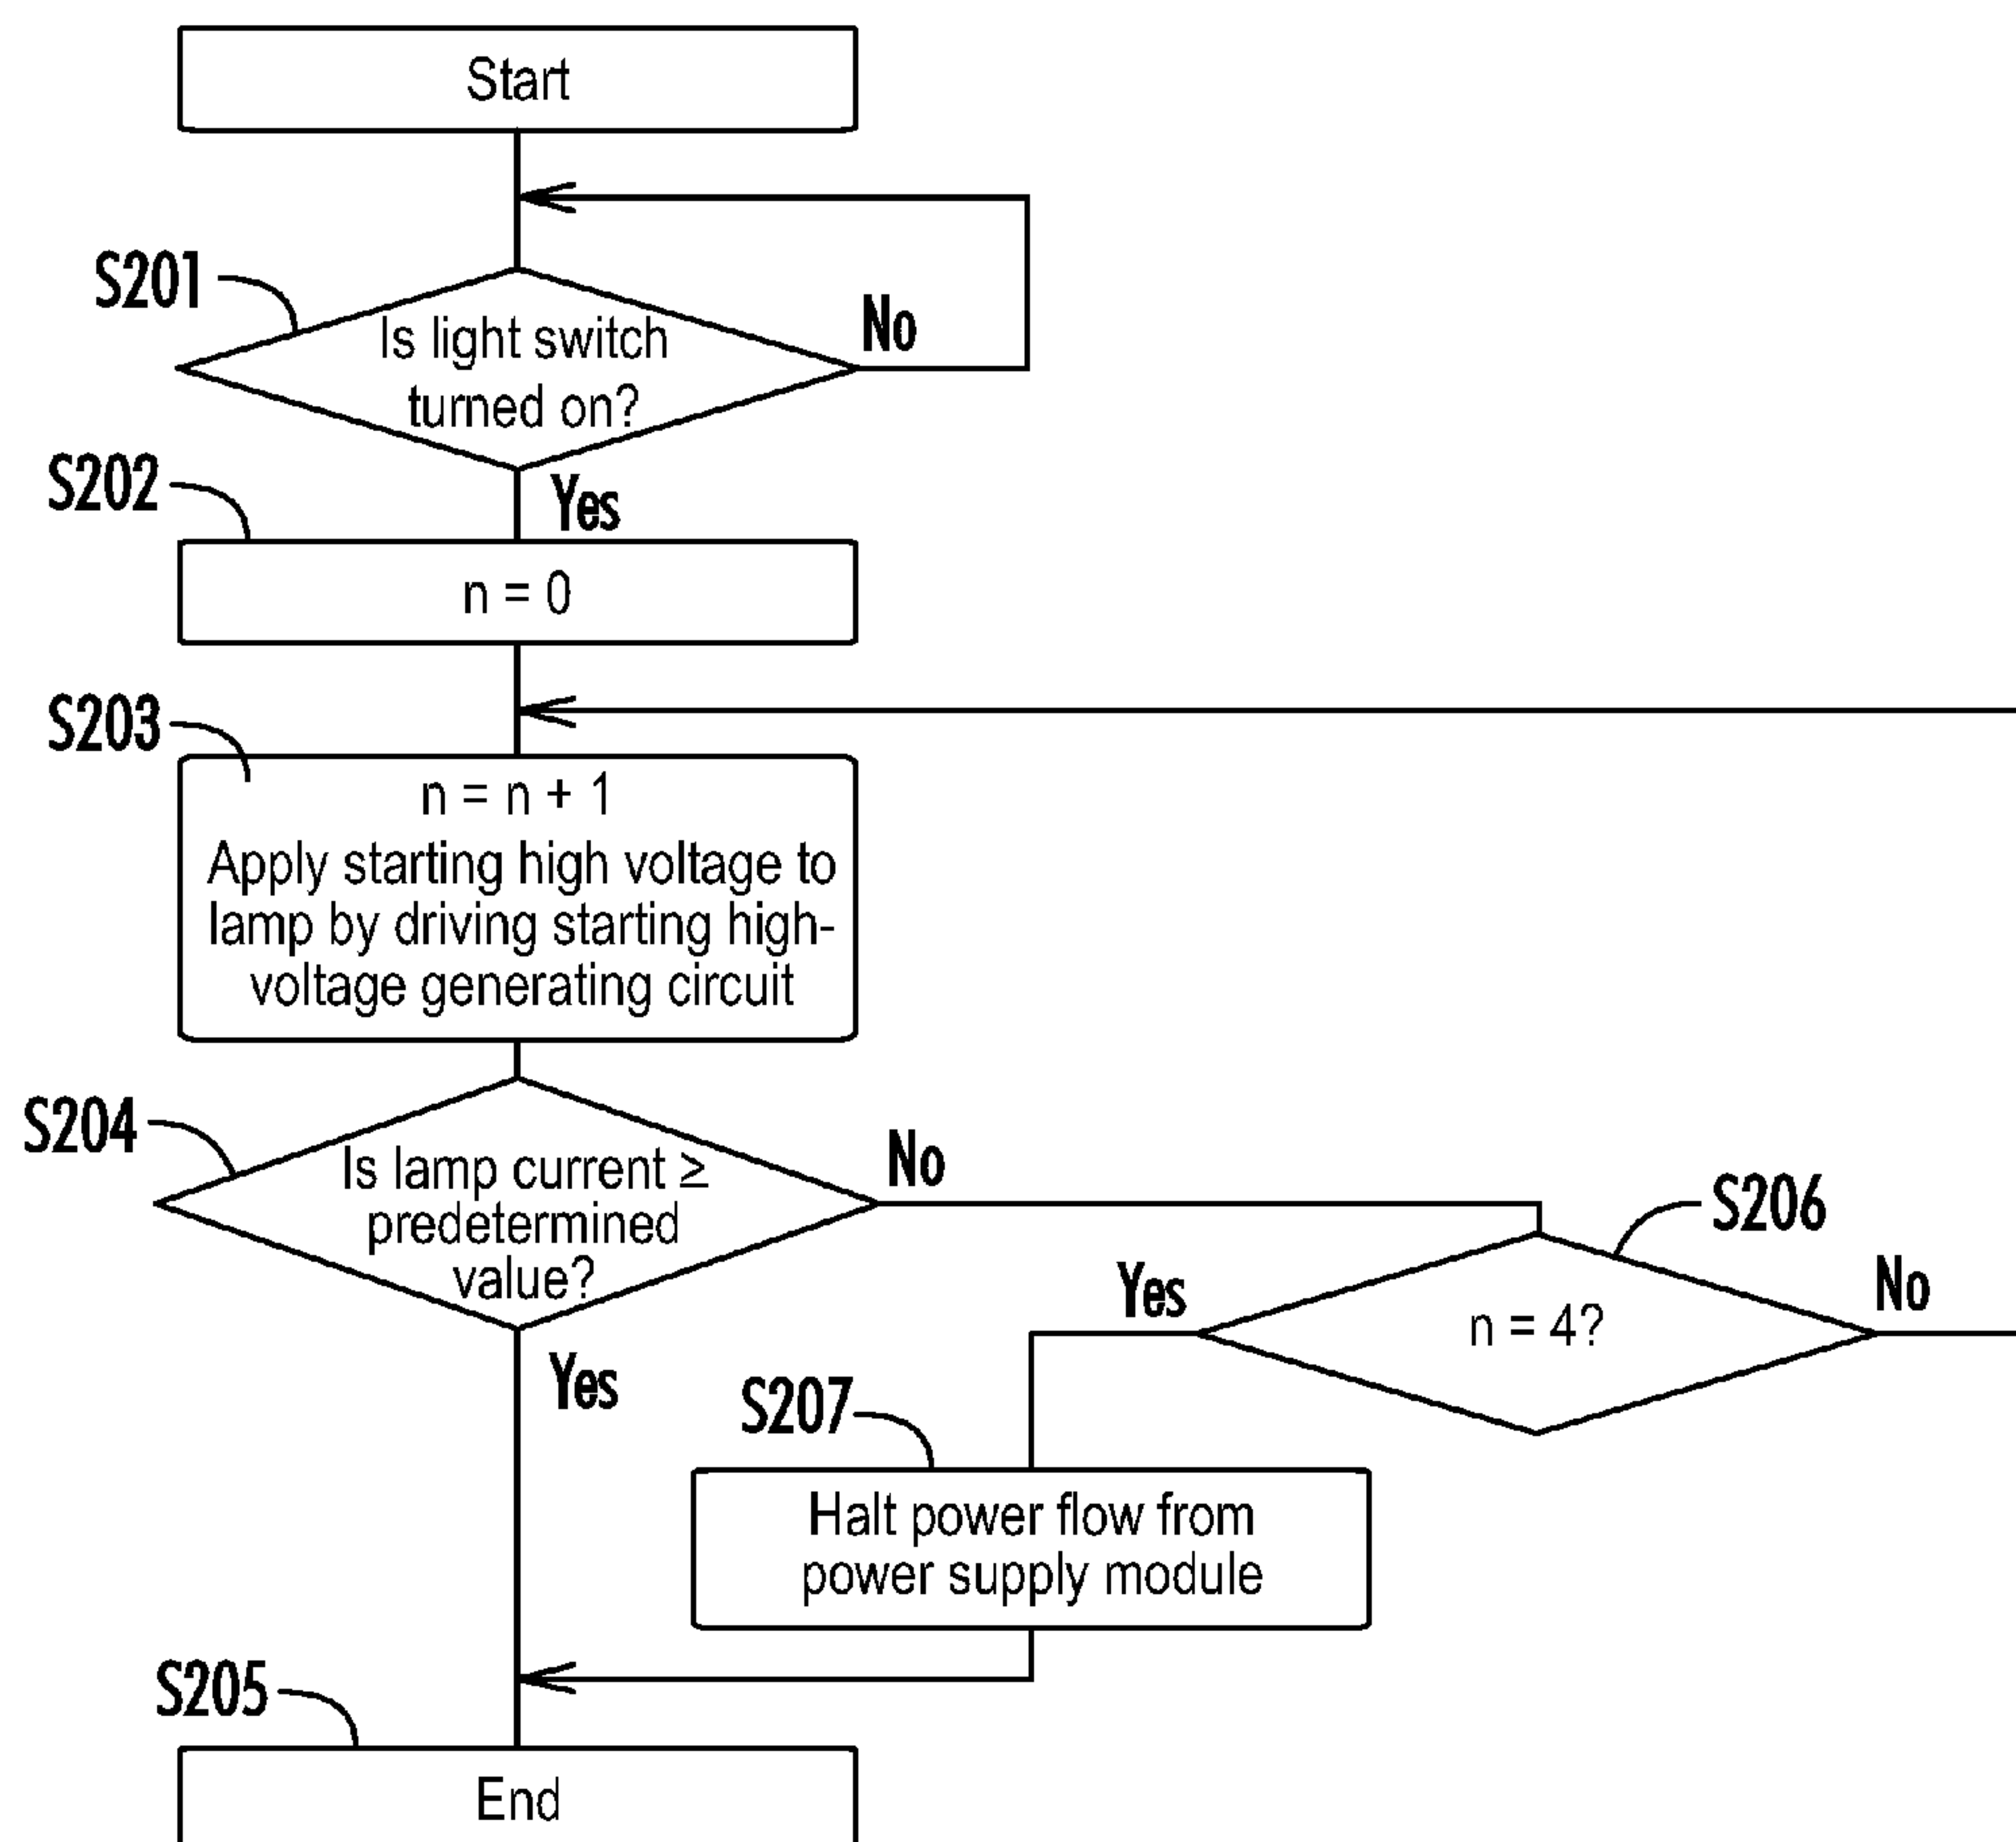 Start
S201
Is light switch
turned on?
No
Yes
S202
n = 0
S203
n = n + 1
Apply starting high voltage to
lamp by driving starting high-
voltage generating circuit
S204
Is lamp current ≥
predetermined
value?
No
Yes
S206
n = 4?
Yes
No
S207
Halt power flow from
power supply module
S205
End